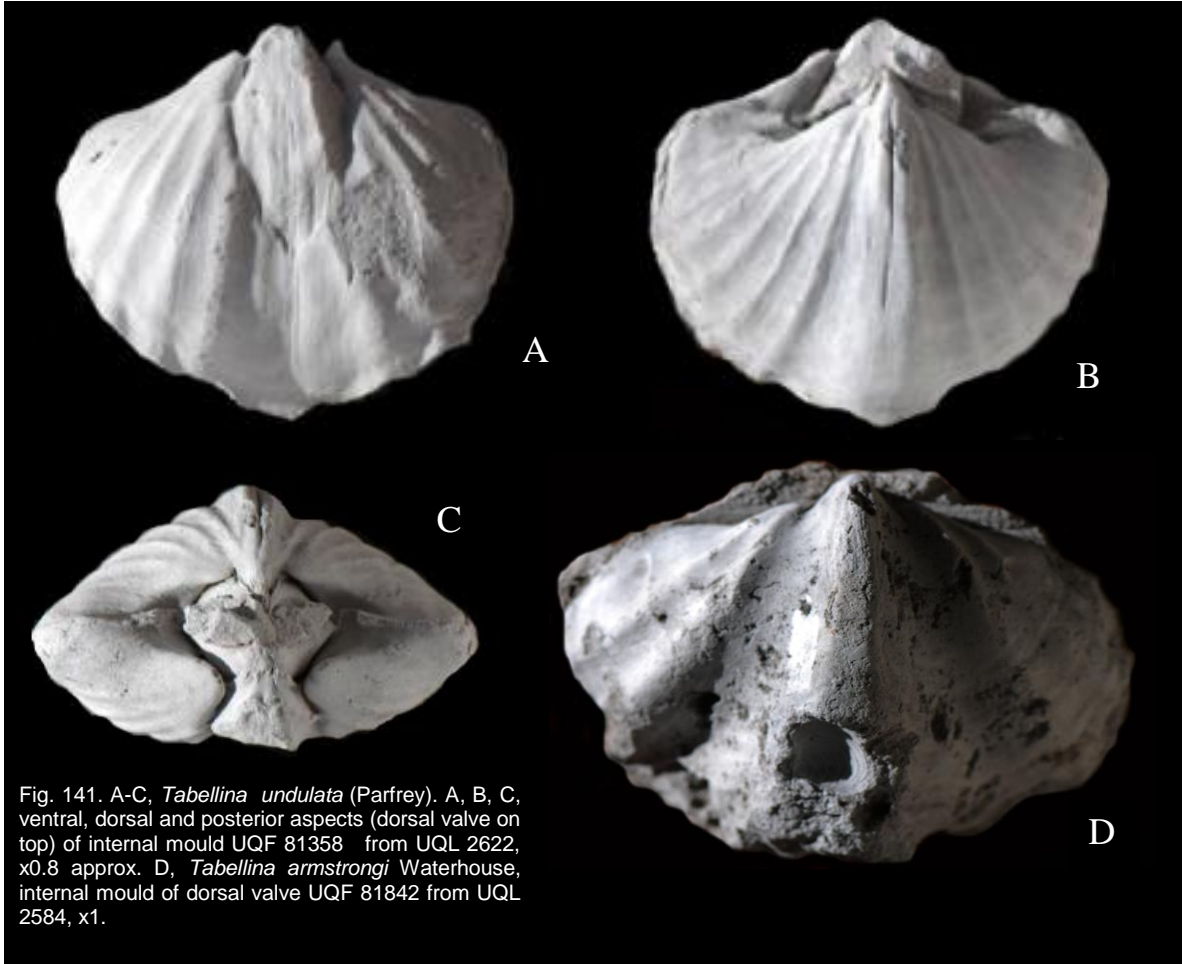 A
B
C
D
Fig. 141. A-C, Tabellina undulata (Parfrey). A, B, C,
ventral, dorsal and posterior aspects (dorsal valve on
top) of internal mould UQF 81358 from UQL 2622,
x0.8 approx. D, Tabellina armstrongi Waterhouse,
internal mould of dorsal valve UQF 81842 from UQL
2584, x1.